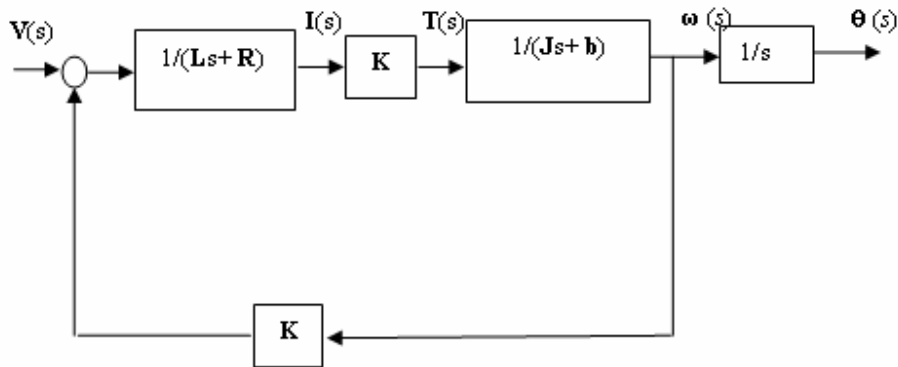 V(s)
1/(Ls+ R)
I(s)
K
T(s)
1/(Js+ b)
ω (s)
1/s
θ (s)
K